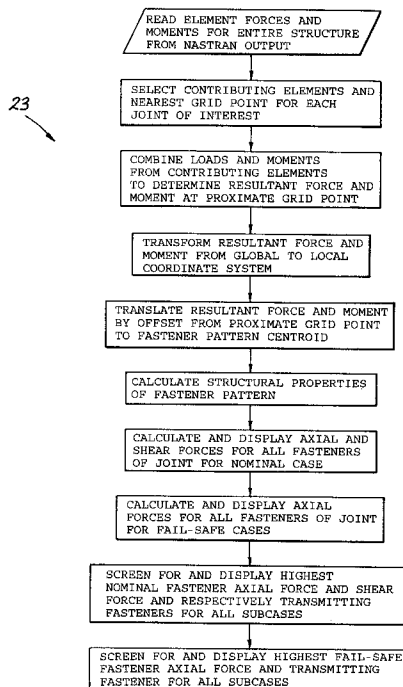 READ ELEMENT FORCES AND
MOMENTS FOR ENTIRE STRUCTURE
FROM NASTRAN OUTPUT
23
SELECT CONTRIBUTING ELEMENTS AND
NEAREST GRID POINT FOR EACH
JOINT OF INTEREST
COMBINE LOADS AND MOMENTS
FROM CONTRIBUTING ELEMENTS
TO DETERMINE RESULTANT FORCE AND
MOMENT AT PROXIMATE GRID POINT
TRANSFORM RESULTANT FORCE AND
MOMENT FROM GLOBAL TO LOCAL
COORDINATE SYSTEM
TRANSLATE RESULTANT FORCE AND MOMENT
BY OFFSET FROM PROXIMATE GRID POINT
TO FASTENER PATTERN CENTROID
CALCULATE STRUCTURAL PROPERTIES
OF FASTENER PATTERN
CALCULATE AND DISPLAY AXIAL AND
SHEAR FORCES FOR ALL FASTENERS
OF JOINT FOR NOMINAL CASE
CALCULATE AND DISPLAY AXIAL
FORCES FOR ALL FASTENERS OF JOINT
FOR FAIL-SAFE CASES
SCREEN FOR AND DISPLAY HIGHEST
NOMINAL FASTENER AXIAL FORCE AND SHEAR
FORCE AND RESPECTIVELY TRANSMITTING
FASTENERS FOR ALL SUBCASES
SCREEN FOR AND DISPLAY HIGHEST FAIL-SAFE
FASTENER AXIAL FORCE AND TRANSMITTING
FASTENER FOR ALL SUBCASES